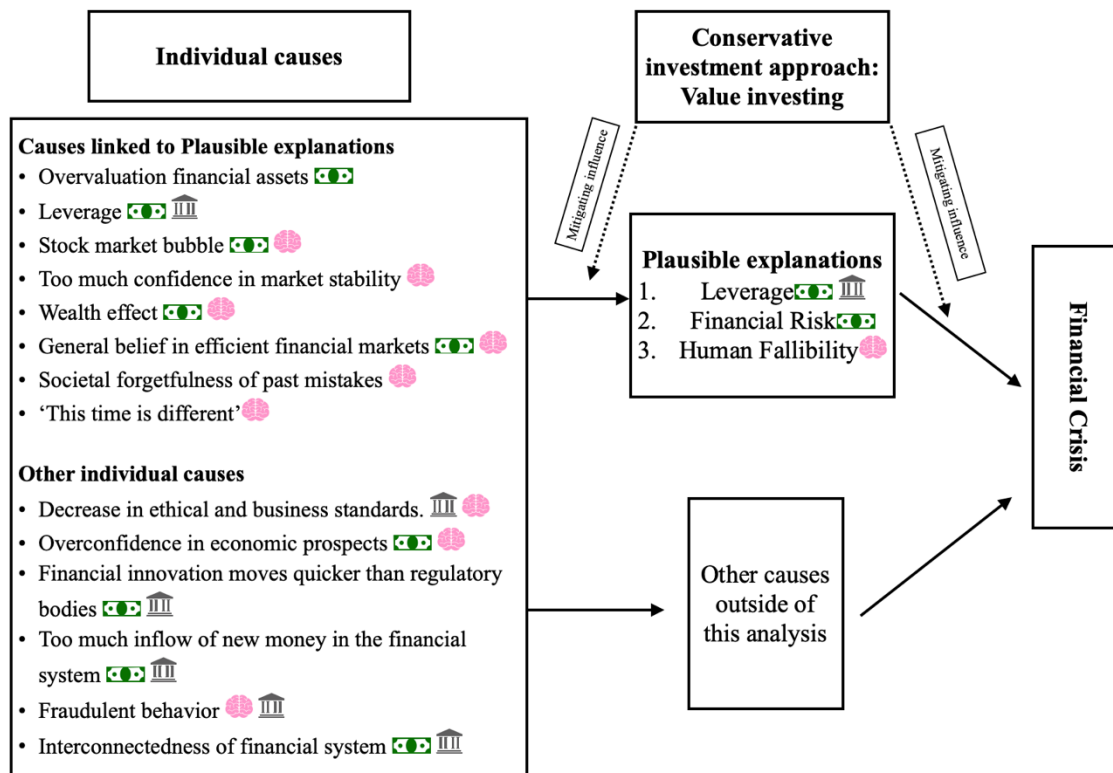 Individual causes
Conservative
investment approach:
Value investing
Causes linked to Plausible explanations
• Overvaluation financial assets
• Leverage
• Stock market bubble
• Too much confidence in market stability
• Wealth effect
• General belief in efficient financial markets
• Societal forgetfulness of past mistakes
• ‘This time is different’
Other individual causes
• Decrease in ethical and business standards.
• Overconfidence in economic prospects
• Financial innovation moves quicker than regulatory
bodies
• Too much inflow of new money in the financial
system
• Fraudulent behavior
• Interconnectedness of financial system
Mitigating influence
Mitigating influence
Plausible explanations
1. Leverage
2. Financial Risk
3. Human Fallibility
Other causes
outside of
this analysis
Financial Crisis